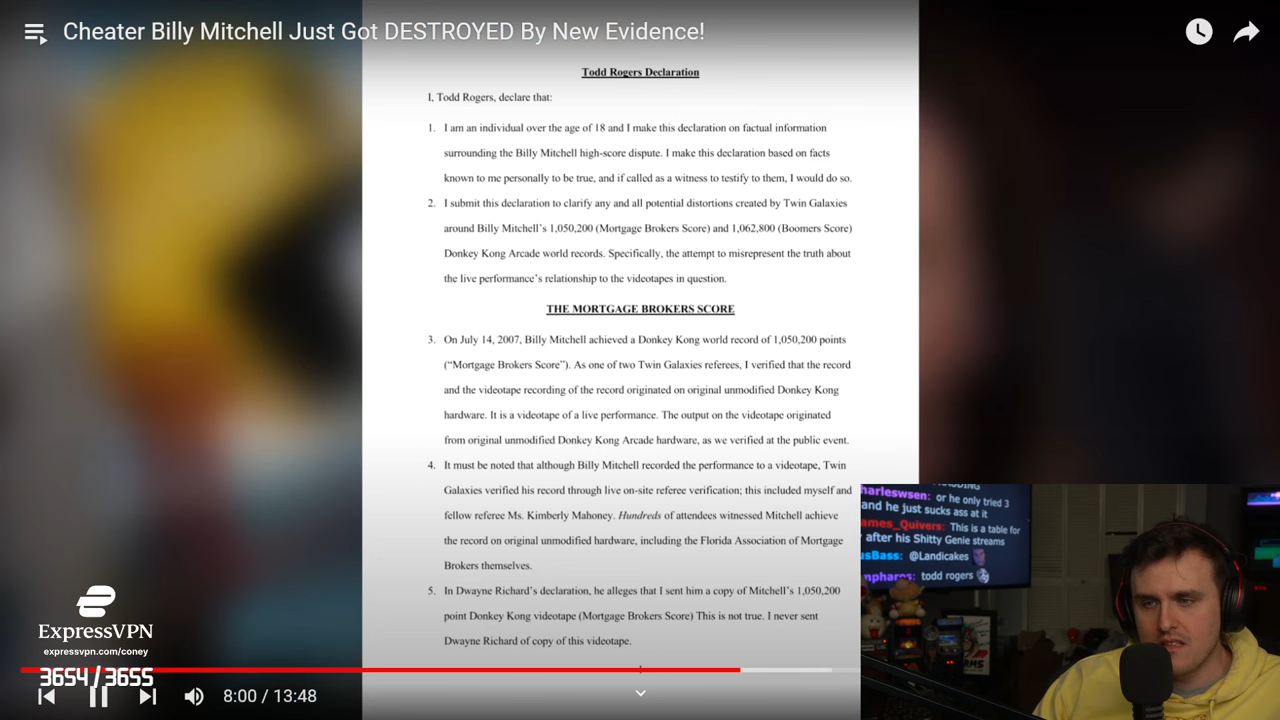 Cheater Billy Mitchell Just Got DESTROYED By New Evidence!
Todd Rogers Declaration
I, Todd Rogers, declare that:
1. I am an individual over the age of 18 and I make this declaration on factual information
surrounding the Billy Mitchell high-score dispute. I make this declaration based on facts
known to me personally to be true, and if called as a witness to testify to them, I would do so.
2. I submit this declaration to clarify any and all potential distortions created by Twin Galaxies
around Billy Mitchell's 1,050,200 (Mortgage Brokers Score) and 1,062,800 (Boomers Score)
Donkey Kong Arcade world records. Specifically, the attempt to misrepresent the truth about
the live performance's relationship to the videotapes in question.
THE MORTGAGE BROKERS SCORE
3. On July 14, 2007, Billy Mitchell achieved a Donkey Kong world record of 1,050,200 points
("Mortgage Brokers Score"). As one of two Twin Galaxies referees, I verified that the record
and the videotape recording of the record originated on original unmodified Donkey Kong
hardware. It is a videotape of a live performance. The output on the videotape originated
from original unmodified Donkey Kong Arcade hardware, as we verified at the public event.
4. It must be noted that although Billy Mitchell recorded the performance to a videotape, Twin
Galaxies verified his record through live on-site referee verification; this included myself and
fellow referee Ms. Kimberly Mahoney. Hundreds of attendees witnessed Mitchell achieve
the record on original unmodified hardware, including the Florida Association of Mortgage
Brokers themselves.
5. In Dwayne Richard's declaration, he alleges that I sent him a copy of Mitchell's 1,050,200
point Donkey Kong videotape (Mortgage Brokers Score) This is not true. I never sent
Dwayne Richard of copy of this videotape.
harleswsen: or he only tried 3
and he just sucks ass at it
ames_Quivers: This is a table for
after his Shitty Genie streams
usBass: @Landicakes
mphares: todd rogers
ExpressVPN
expressvpn.com/coney
3654/3655
8:00 / 13:48